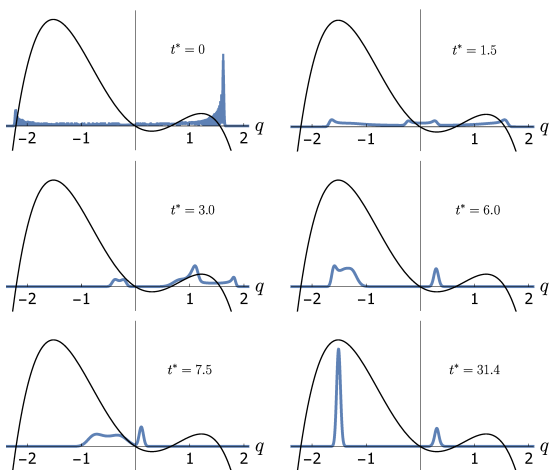 t* = 0
q
−2 −1 1 2
t* = 1.5
q
−2 −1 1 2
t* = 3.0
q
−2 −1 1 2
t* = 6.0
q
−2 −1 1 2
t* = 7.5
q
−2 −1 1 2
t* = 31.4
q
−2 −1 1 2